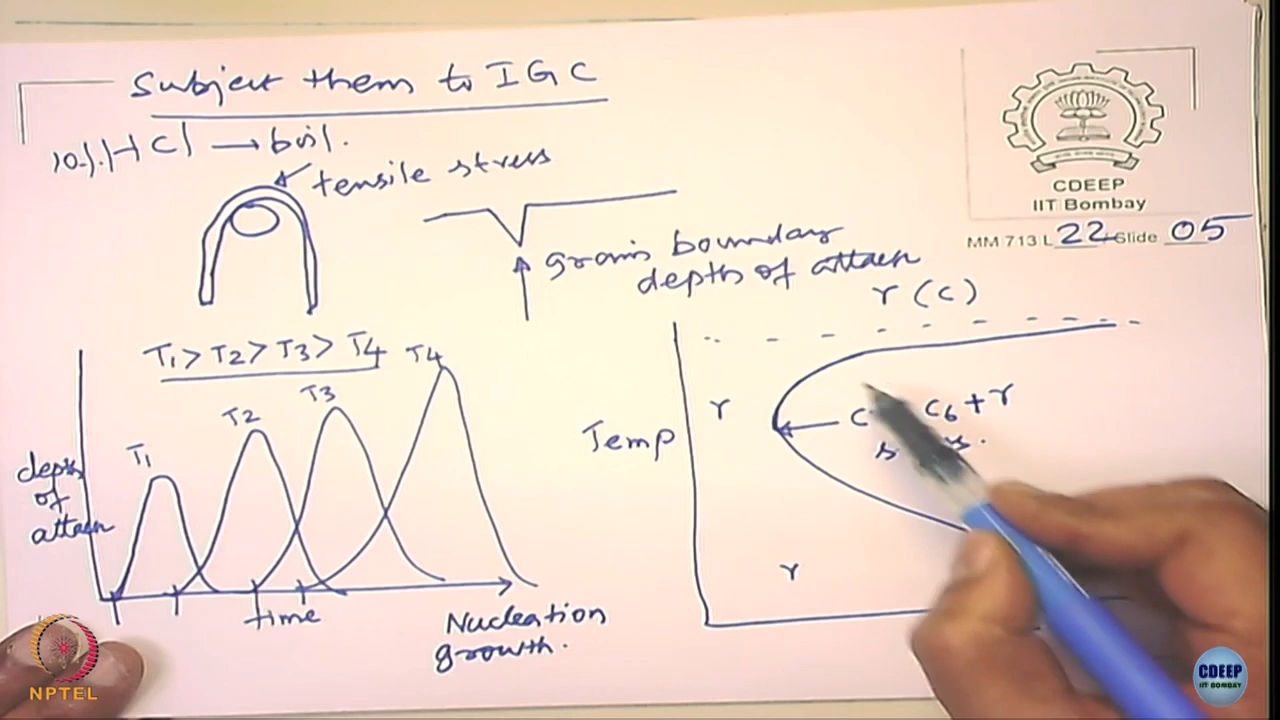 Subject them to IGC
10% HCl → boil.
tensile stress
grain boundary
depth of attack
CDEEP
IIT Bombay
MM 713 L 22 Slide 05
T1 > T2 > T3 > T4
T1
T2
T3
T4
depth
of
attack
time
Nucleation
growth.
γ (C)
Temp
γ
C6 + γ
γ
NPTEL
CDEEP
IIT BOMBAY